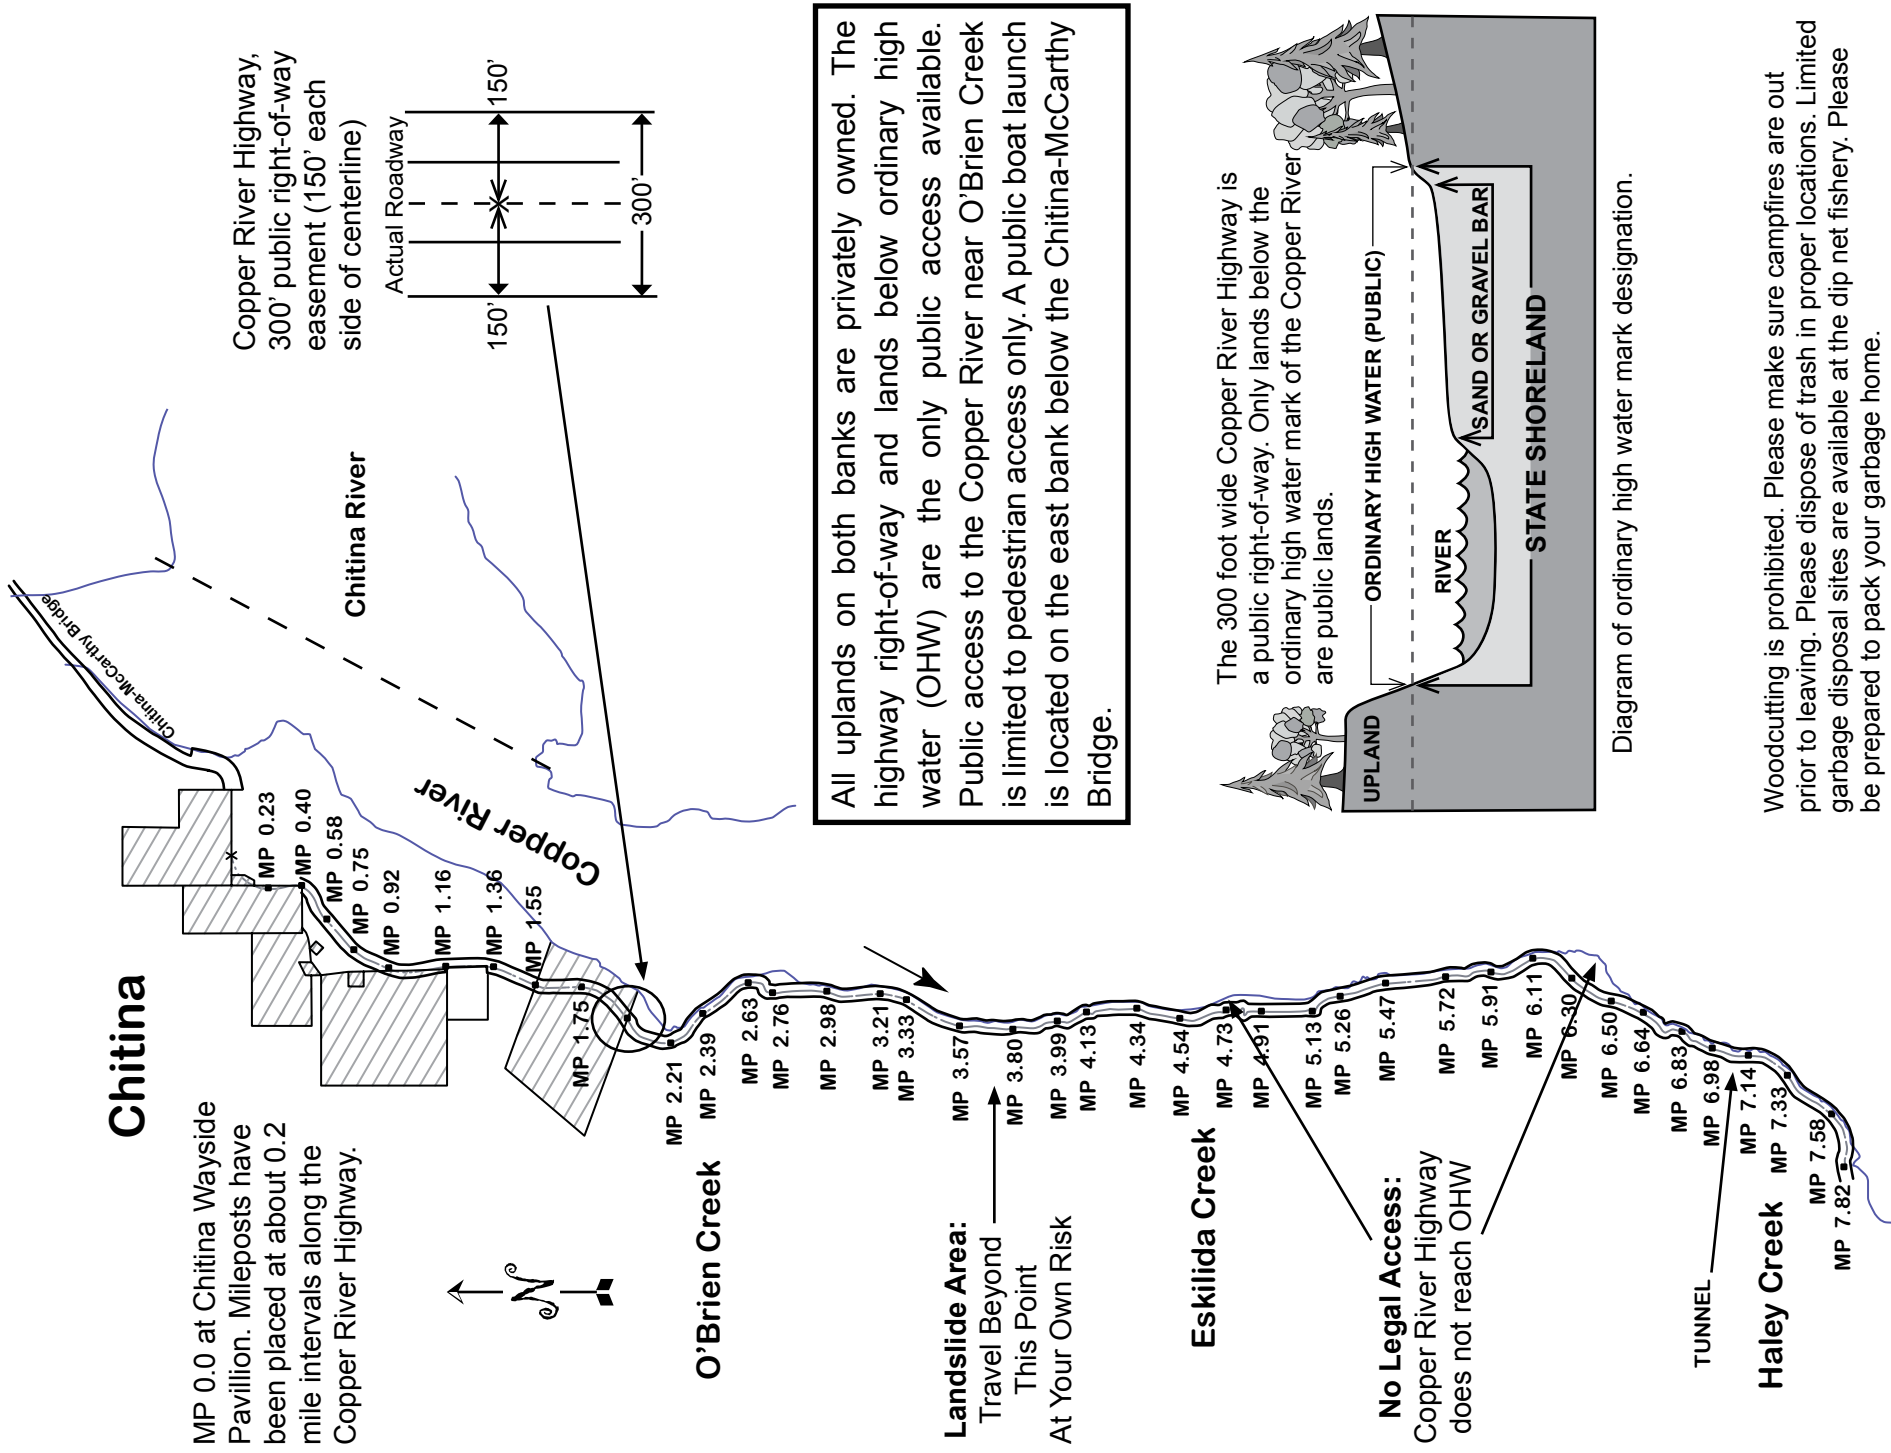 Chitina
MP 0.0 at Chitina Wayside
Pavillion. Mileposts have
been placed at about 0.2
mile intervals along the
Copper River Highway.
N
Chitina-McCarthy Bridge
Chitina River
Copper River
Copper River Highway,
300' public right-of-way
easement (150' each
side of centerline)
Actual Roadway
150'
150'
300'
MP 0.23
MP 0.40
MP 0.58
MP 0.75
MP 0.92
MP 1.16
MP 1.36
MP 1.55
MP 1.75
MP 2.21
MP 2.39
MP 2.63
MP 2.76
MP 2.98
MP 3.21
MP 3.33
MP 3.57
MP 3.80
MP 3.99
MP 4.13
MP 4.34
MP 4.54
MP 4.73
MP 4.91
MP 5.13
MP 5.26
MP 5.47
MP 5.72
MP 5.91
MP 6.11
MP 6.30
MP 6.50
MP 6.64
MP 6.83
MP 6.98
MP 7.14
MP 7.33
MP 7.58
MP 7.82
O'Brien Creek
Landslide Area:
Travel Beyond
This Point
At Your Own Risk
Eskilida Creek
No Legal Access:
Copper River Highway
does not reach OHW
TUNNEL
Haley Creek
All uplands on both banks are privately owned. The
highway right-of-way and lands below ordinary high
water (OHW) are the only public access available.
Public access to the Copper River near O'Brien Creek
is limited to pedestrian access only. A public boat launch
is located on the east bank below the Chitina-McCarthy
Bridge.
The 300 foot wide Copper River Highway is
a public right-of-way. Only lands below the
ordinary high water mark of the Copper River
are public lands.
ORDINARY HIGH WATER (PUBLIC)
UPLAND
RIVER
SAND OR GRAVEL BAR
STATE SHORELAND
Diagram of ordinary high water mark designation.
Woodcutting is prohibited. Please make sure campfires are out
prior to leaving. Please dispose of trash in proper locations. Limited
garbage disposal sites are available at the dip net fishery. Please
be prepared to pack your garbage home.